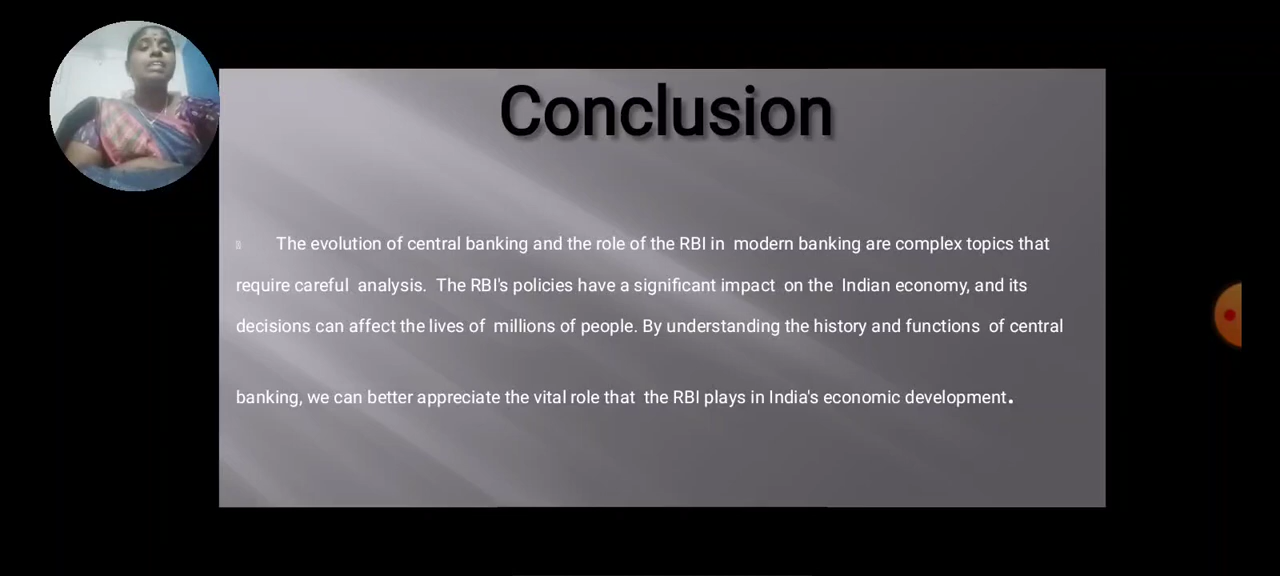 Conclusion
The evolution of central banking and the role of the RBI in modern banking are complex topics that
require careful analysis. The RBI's policies have a significant impact on the Indian economy, and its
decisions can affect the lives of millions of people. By understanding the history and functions of central
banking, we can better appreciate the vital role that the RBI plays in India's economic development.